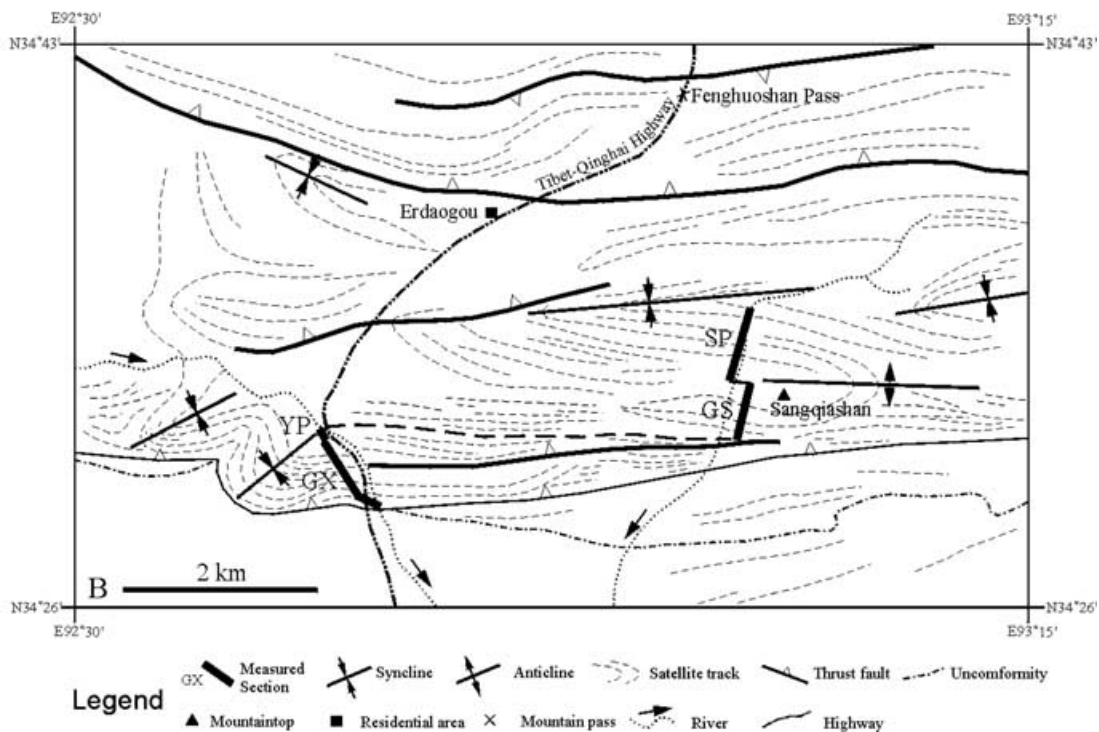 E92°30' E93°15'
N34°43' N34°43'
Fenghuoshan Pass
Tibet-Qinghai Highway
Erdaogou
SP
GS
Sangqiashan
YP
GX
B 2 km
N34°26' N34°26'
E92°30' E93°15'
Legend
GX Measured Section Syncline Anticline Satellite track Thrust fault Uncomformity
Mountaintop Residential area Mountain pass River Highway